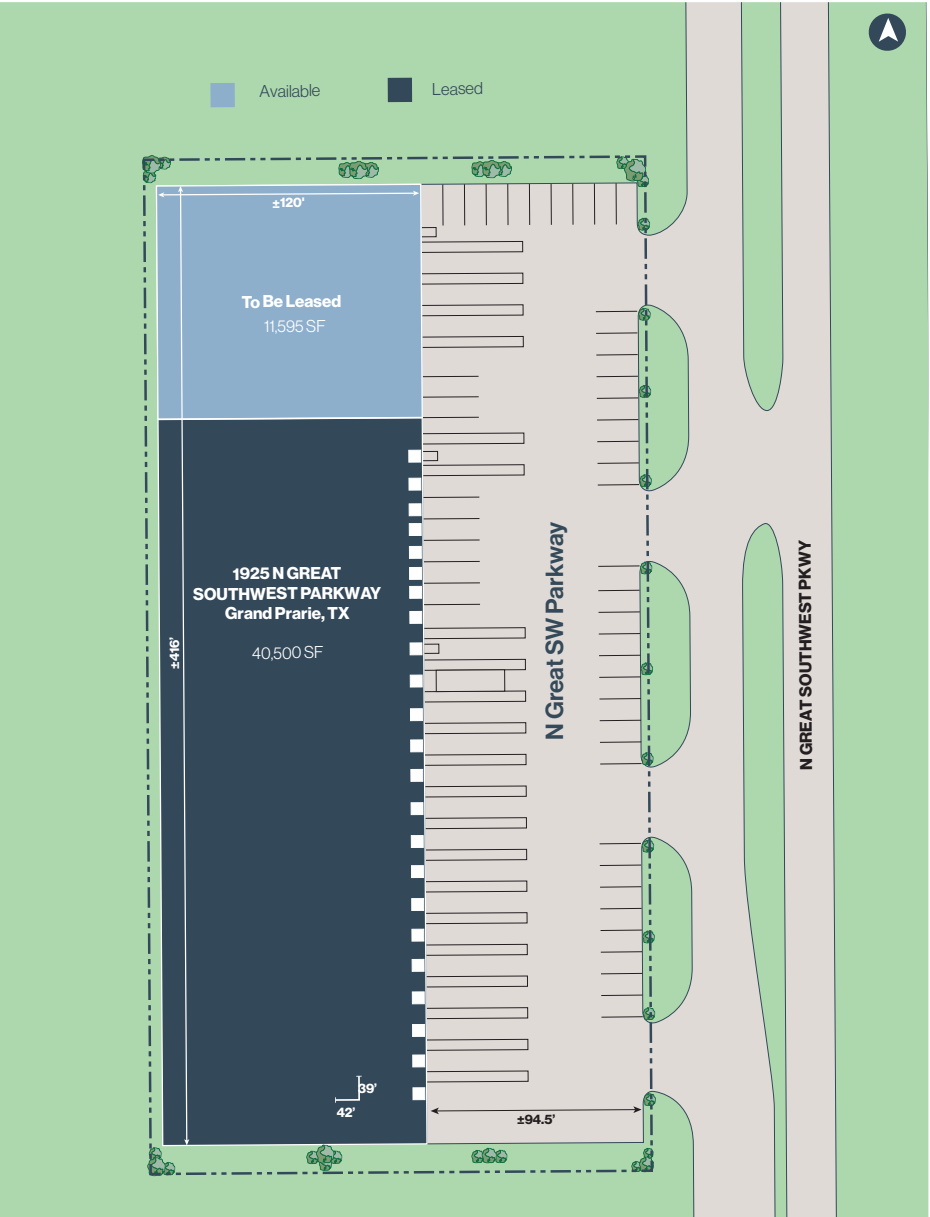 Available
Leased
±120'
To Be Leased
11,595 SF
1925 N GREAT
SOUTHWEST PARKWAY
Grand Prarie, TX
40,500 SF
±416'
N Great SW Parkway
N GREAT SOUTHWEST PKWY
39'
42'
±94.5'